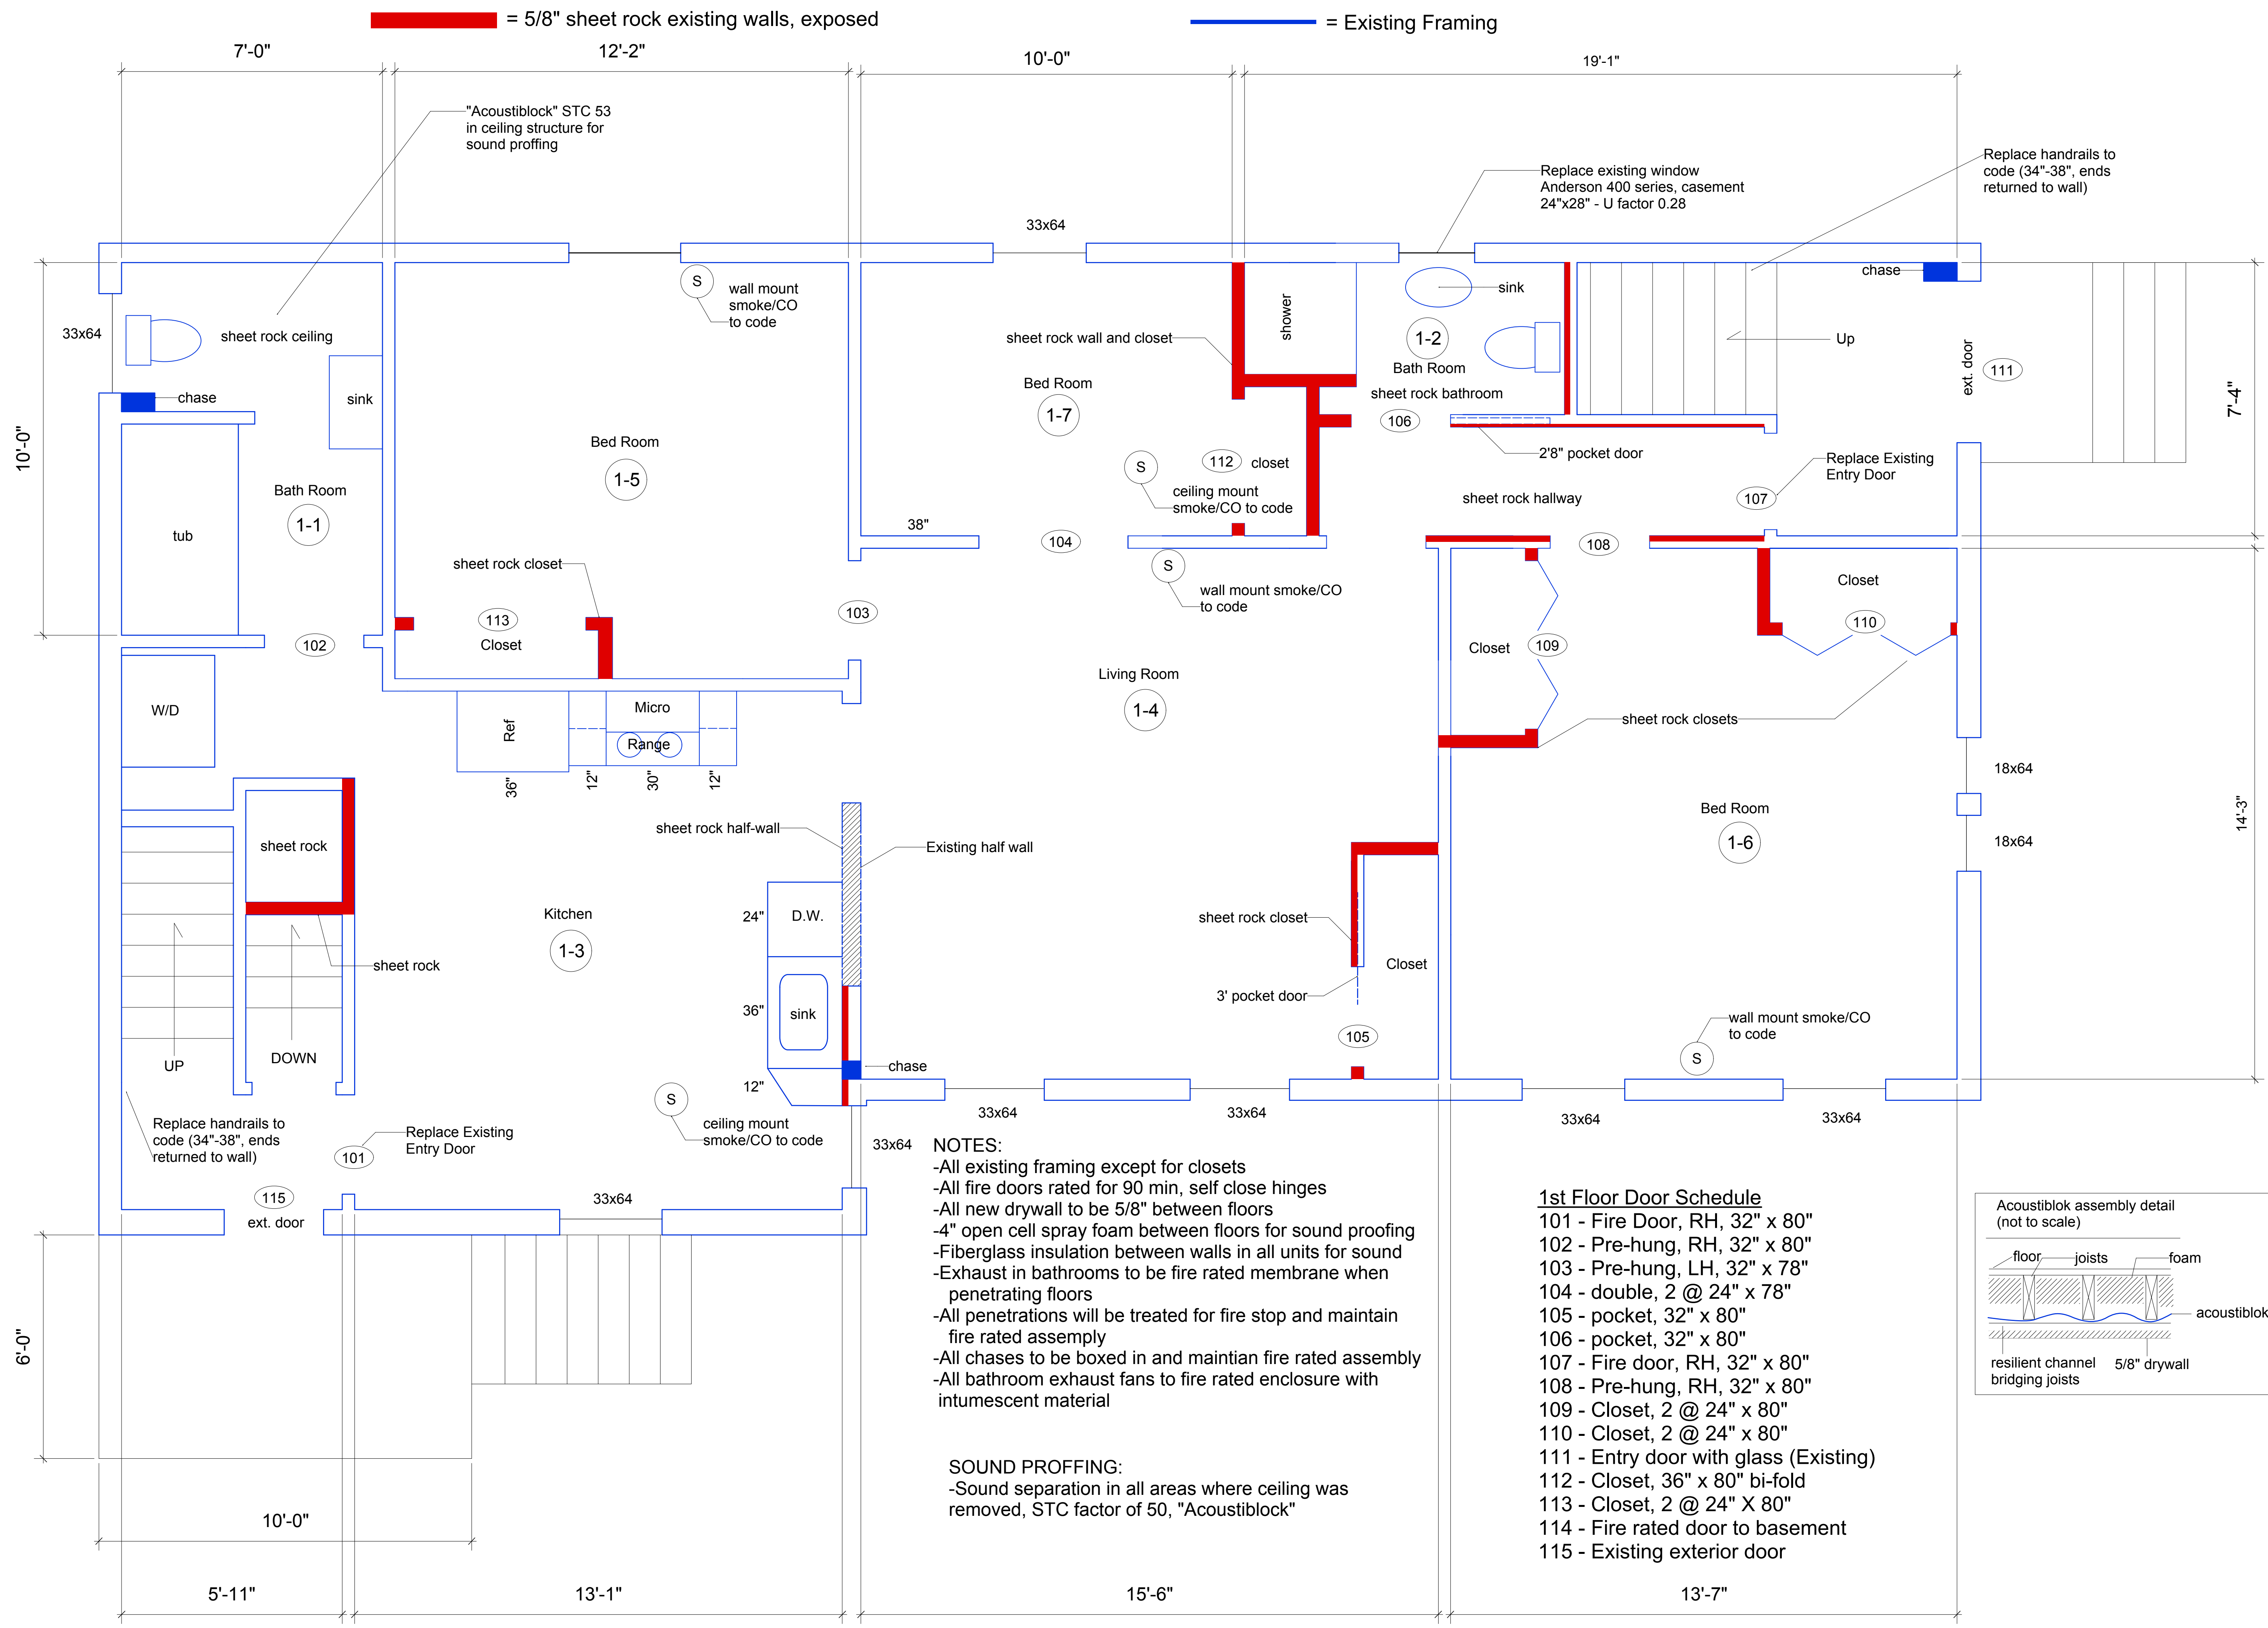 = 5/8" sheet rock existing walls, exposed
= Existing Framing
7'-0"
12'-2"
10'-0"
19'-1"
"Acoustiblock" STC 53
in ceiling structure for
sound proffing
Replace existing window
Anderson 400 series, casement
24"x28" - U factor 0.28
Replace handrails to
code (34"-38", ends
returned to wall)
33x64
chase
S
wall mount
smoke/CO
to code
sink
shower
33x64
sheet rock ceiling
sheet rock wall and closet
1-2
Bath Room
Up
ext. door
111
7'-4"
chase
sink
Bed Room
1-7
sheet rock bathroom
106
10'-0"
Bed Room
1-5
2'8" pocket door
Replace Existing
Entry Door
S
112
closet
Bath Room
1-1
ceiling mount
smoke/CO to code
sheet rock hallway
107
tub
38"
104
108
sheet rock closet
S
wall mount smoke/CO
to code
Closet
113
Closet
103
110
102
Closet
109
Living Room
1-4
W/D
Ref
Micro
Range
sheet rock closets
36"
12"
30"
12"
18x64
sheet rock half-wall
Existing half wall
Bed Room
1-6
18x64
14'-3"
sheet rock
Kitchen
1-3
24"
D.W.
sheet rock closet
Closet
sheet rock
3' pocket door
36"
sink
wall mount smoke/CO
to code
S
105
UP
DOWN
chase
12"
S
ceiling mount
smoke/CO to code
33x64
33x64
33x64
33x64
Replace handrails to
code (34"-38", ends
returned to wall)
Replace Existing
Entry Door
101
33x64
115
ext. door
33x64
NOTES:
-All existing framing except for closets
-All fire doors rated for 90 min, self close hinges
-All new drywall to be 5/8" between floors
-4" open cell spray foam between floors for sound proofing
-Fiberglass insulation between walls in all units for sound
-Exhaust in bathrooms to be fire rated membrane when
penetrating floors
-All penetrations will be treated for fire stop and maintain
fire rated assemply
-All chases to be boxed in and maintian fire rated assembly
-All bathroom exhaust fans to fire rated enclosure with
intumescent material
SOUND PROFFING:
-Sound separation in all areas where ceiling was
removed, STC factor of 50, "Acoustiblock"
1st Floor Door Schedule
101 - Fire Door, RH, 32" x 80"
102 - Pre-hung, RH, 32" x 80"
103 - Pre-hung, LH, 32" x 78"
104 - double, 2 @ 24" x 78"
105 - pocket, 32" x 80"
106 - pocket, 32" x 80"
107 - Fire door, RH, 32" x 80"
108 - Pre-hung, RH, 32" x 80"
109 - Closet, 2 @ 24" x 80"
110 - Closet, 2 @ 24" x 80"
111 - Entry door with glass (Existing)
112 - Closet, 36" x 80" bi-fold
113 - Closet, 2 @ 24" X 80"
114 - Fire rated door to basement
115 - Existing exterior door
Acoustiblok assembly detail
(not to scale)
floor
joists
foam
acoustiblok
resilient channel
bridging joists
5/8" drywall
6'-0"
10'-0"
5'-11"
13'-1"
15'-6"
13'-7"